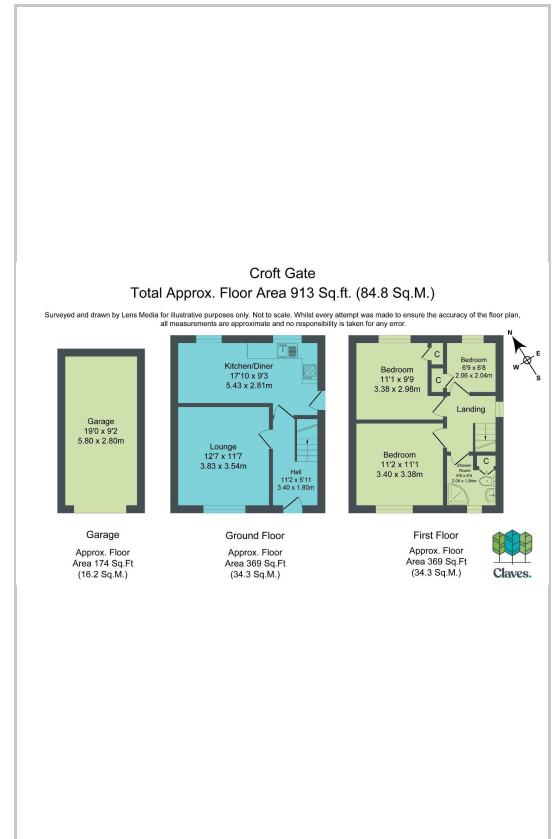 Croft Gate
Total Approx. Floor Area 913 Sq.ft. (84.8 Sq.M.)
Surveyed and drawn by Lens Media for illustrative purposes only. Not to scale. Whilst every attempt was made to ensure the accuracy of the floor plan,
all measurements are approximate and no responsibility is taken for any error.
N
E
W
S
Garage
19'0 x 9'2
5.80 x 2.80m
Kitchen/Diner
17'10 x 9'3
5.43 x 2.81m
Lounge
12'7 x 11'7
3.83 x 3.54m
Hall
11'2 x 5'11
3.40 x 1.80m
Bedroom
11'1 x 9'9
3.38 x 2.98m
C
C
Bedroom
6'9 x 6'8
2.06 x 2.04m
Landing
Bedroom
11'2 x 11'1
3.40 x 3.38m
Shower
Room
C
Garage
Approx. Floor
Area 174 Sq.Ft
(16.2 Sq.M.)
Ground Floor
Approx. Floor
Area 369 Sq.Ft
(34.3 Sq.M.)
First Floor
Approx. Floor
Area 369 Sq.Ft
(34.3 Sq.M.)
Claves.